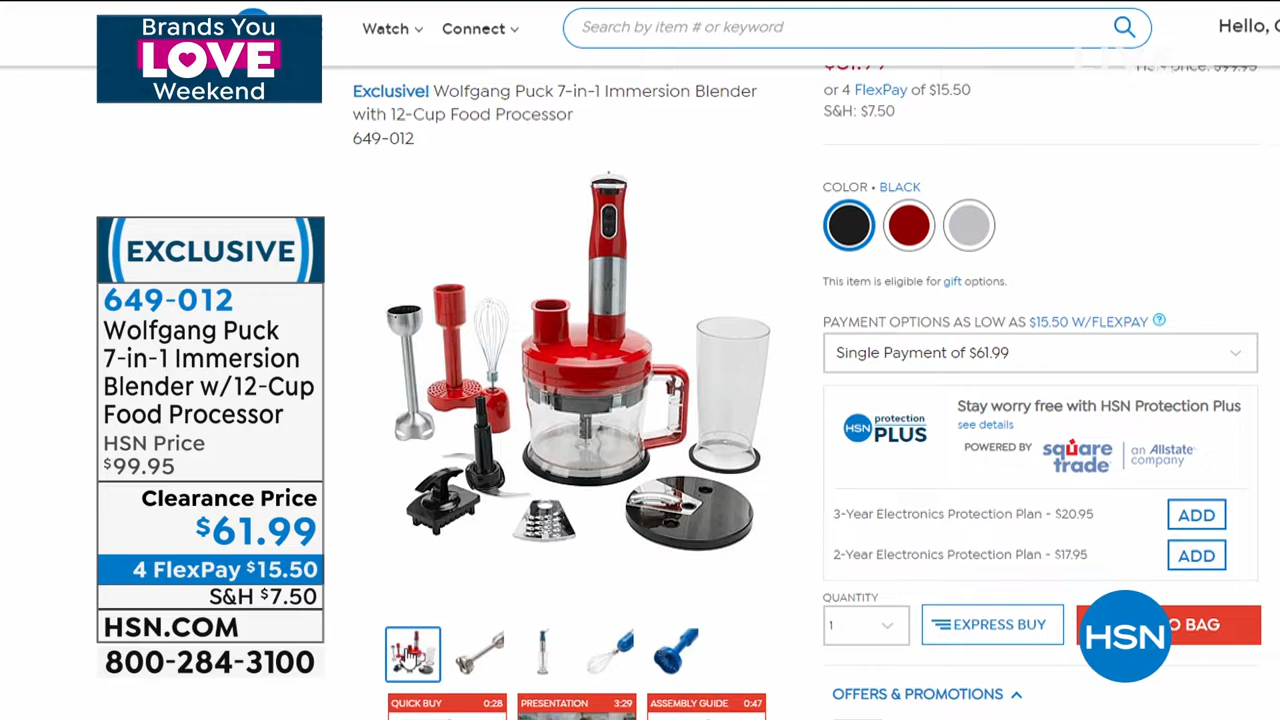 Brands You
LOVE
Weekend
Watch
Connect
Search by item # or keyword
Hello,
Exclusive! Wolfgang Puck 7-in-1 Immersion Blender
with 12-Cup Food Processor
649-012
HSN price: $99.95
or 4 FlexPay of $15.50
S&H: $7.50
COLOR • BLACK
This item is eligible for gift options.
PAYMENT OPTIONS AS LOW AS $15.50 W/FLEXPAY ?
Single Payment of $61.99
HSN protection PLUS
Stay worry free with HSN Protection Plus
see details
POWERED BY square trade an Allstate company
3-Year Electronics Protection Plan - $20.95
ADD
2-Year Electronics Protection Plan - $17.95
ADD
QUANTITY
1
EXPRESS BUY
O BAG
HSN
OFFERS & PROMOTIONS
QUICK BUY 0:28
PRESENTATION 3:29
ASSEMBLY GUIDE 0:47
EXCLUSIVE
649-012
Wolfgang Puck
7-in-1 Immersion
Blender w/12-Cup
Food Processor
HSN Price
$99.95
Clearance Price
$61.99
4 FlexPay $15.50
S&H $7.50
HSN.COM
800-284-3100